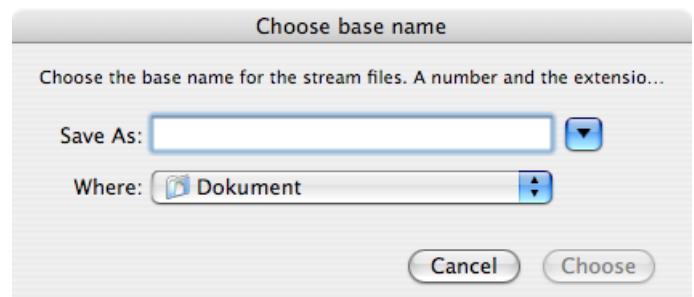 Choose base name
Choose the base name for the stream files. A number and the extensio...
Save As:
Where: Dokument
Cancel Choose